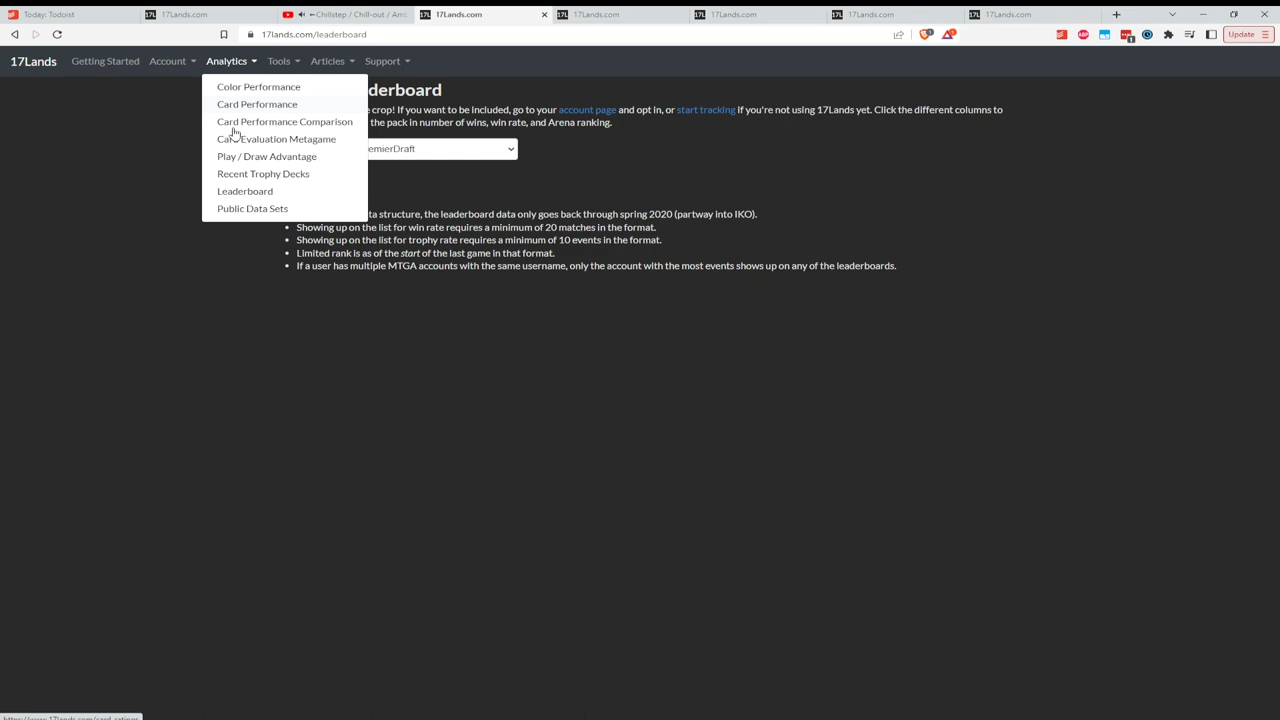 Today: Todoist
17L 17Lands.com
Chillstep / Chill-out / Am
17L 17Lands.com
17L 17Lands.com
17L 17Lands.com
17L 17Lands.com
17L 17Lands.com
17lands.com/leaderboard
Update
17Lands Getting Started Account Analytics Tools Articles Support
Color Performance
Card Performance
Card Performance Comparison
Card Evaluation Metagame
Play / Draw Advantage
Recent Trophy Decks
Leaderboard
Public Data Sets
derboard
crop! If you want to be included, go to your account page and opt in, or start tracking if you're not using 17Lands yet. Click the different columns to
the pack in number of wins, win rate, and Arena ranking.
emierDraft
ta structure, the leaderboard data only goes back through spring 2020 (partway into IKO).
• Showing up on the list for win rate requires a minimum of 20 matches in the format.
• Showing up on the list for trophy rate requires a minimum of 10 events in the format.
• Limited rank is as of the start of the last game in that format.
• If a user has multiple MTGA accounts with the same username, only the account with the most events shows up on any of the leaderboards.
https://www.17lands.com/card_ratings